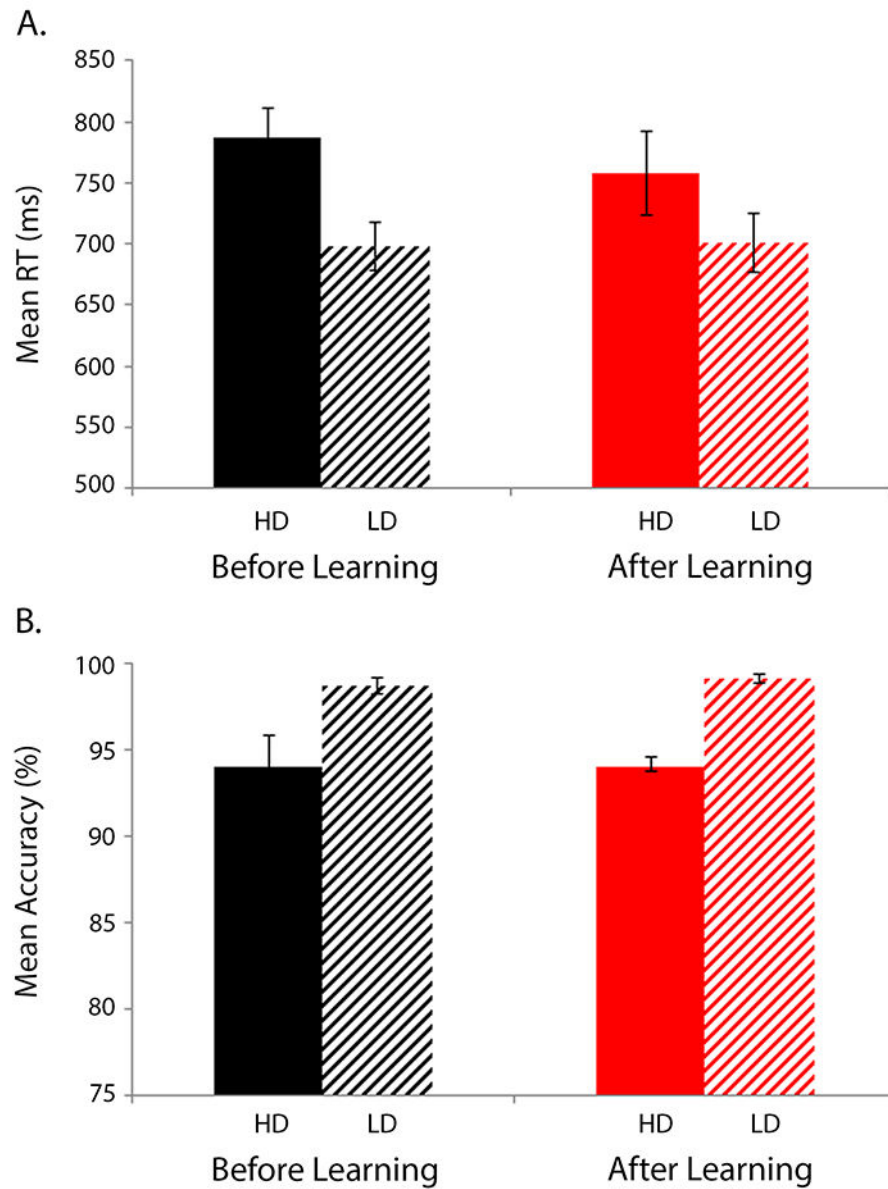 A.
Mean RT (ms)
850
800
750
700
650
600
550
500
HD LD HD LD
Before Learning After Learning
B.
Mean Accuracy (%)
100
95
90
85
80
75
HD LD HD LD
Before Learning After Learning